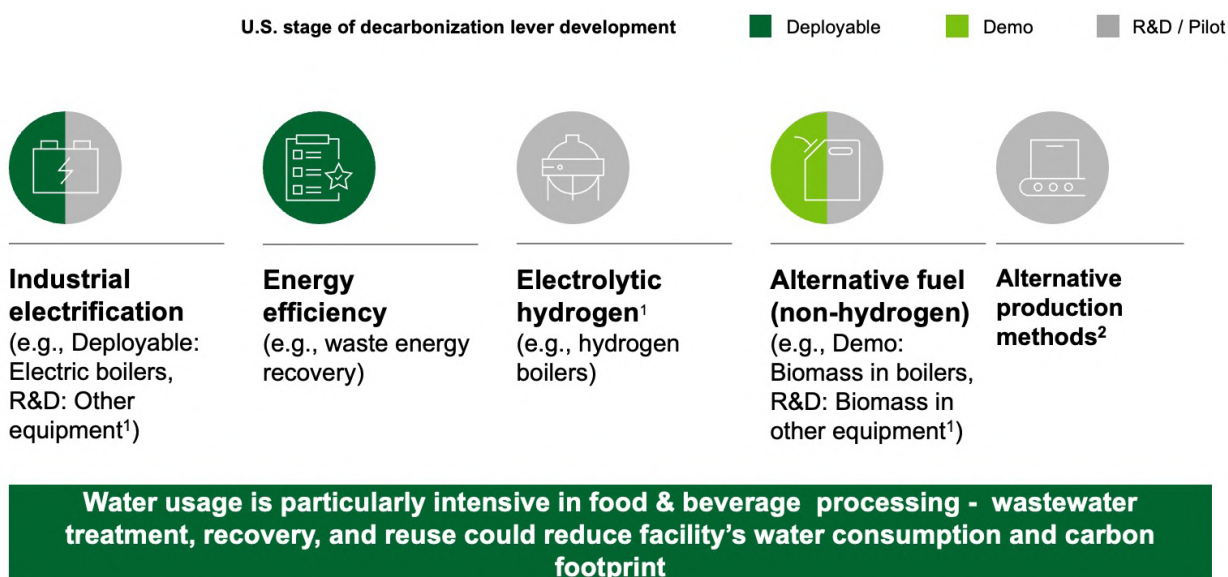 U.S. stage of decarbonization lever development
Deployable
Demo
R&D / Pilot
Industrial
electrification
(e.g., Deployable:
Electric boilers,
R&D: Other
equipment¹)
Energy
efficiency
(e.g., waste energy
recovery)
Electrolytic
hydrogen¹
(e.g., hydrogen
boilers)
Alternative fuel
(non-hydrogen)
(e.g., Demo:
Biomass in boilers,
R&D: Biomass in
other equipment¹)
Alternative
production
methods²
Water usage is particularly intensive in food & beverage processing - wastewater
treatment, recovery, and reuse could reduce facility's water consumption and carbon
footprint